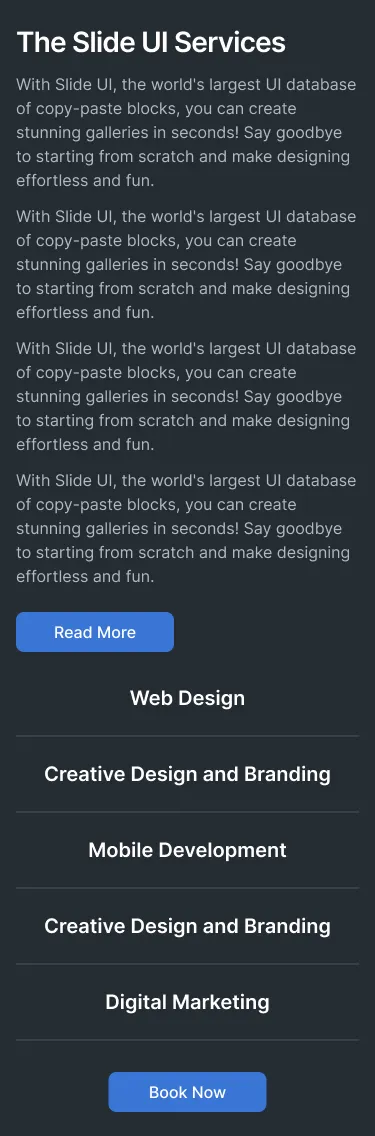 The Slide UI Services
With Slide UI, the world's largest UI database
of copy-paste blocks, you can create
stunning galleries in seconds! Say goodbye
to starting from scratch and make designing
effortless and fun.
With Slide UI, the world's largest UI database
of copy-paste blocks, you can create
stunning galleries in seconds! Say goodbye
to starting from scratch and make designing
effortless and fun.
With Slide UI, the world's largest UI database
of copy-paste blocks, you can create
stunning galleries in seconds! Say goodbye
to starting from scratch and make designing
effortless and fun.
With Slide UI, the world's largest UI database
of copy-paste blocks, you can create
stunning galleries in seconds! Say goodbye
to starting from scratch and make designing
effortless and fun.
Read More
Web Design
Creative Design and Branding
Mobile Development
Creative Design and Branding
Digital Marketing
Book Now